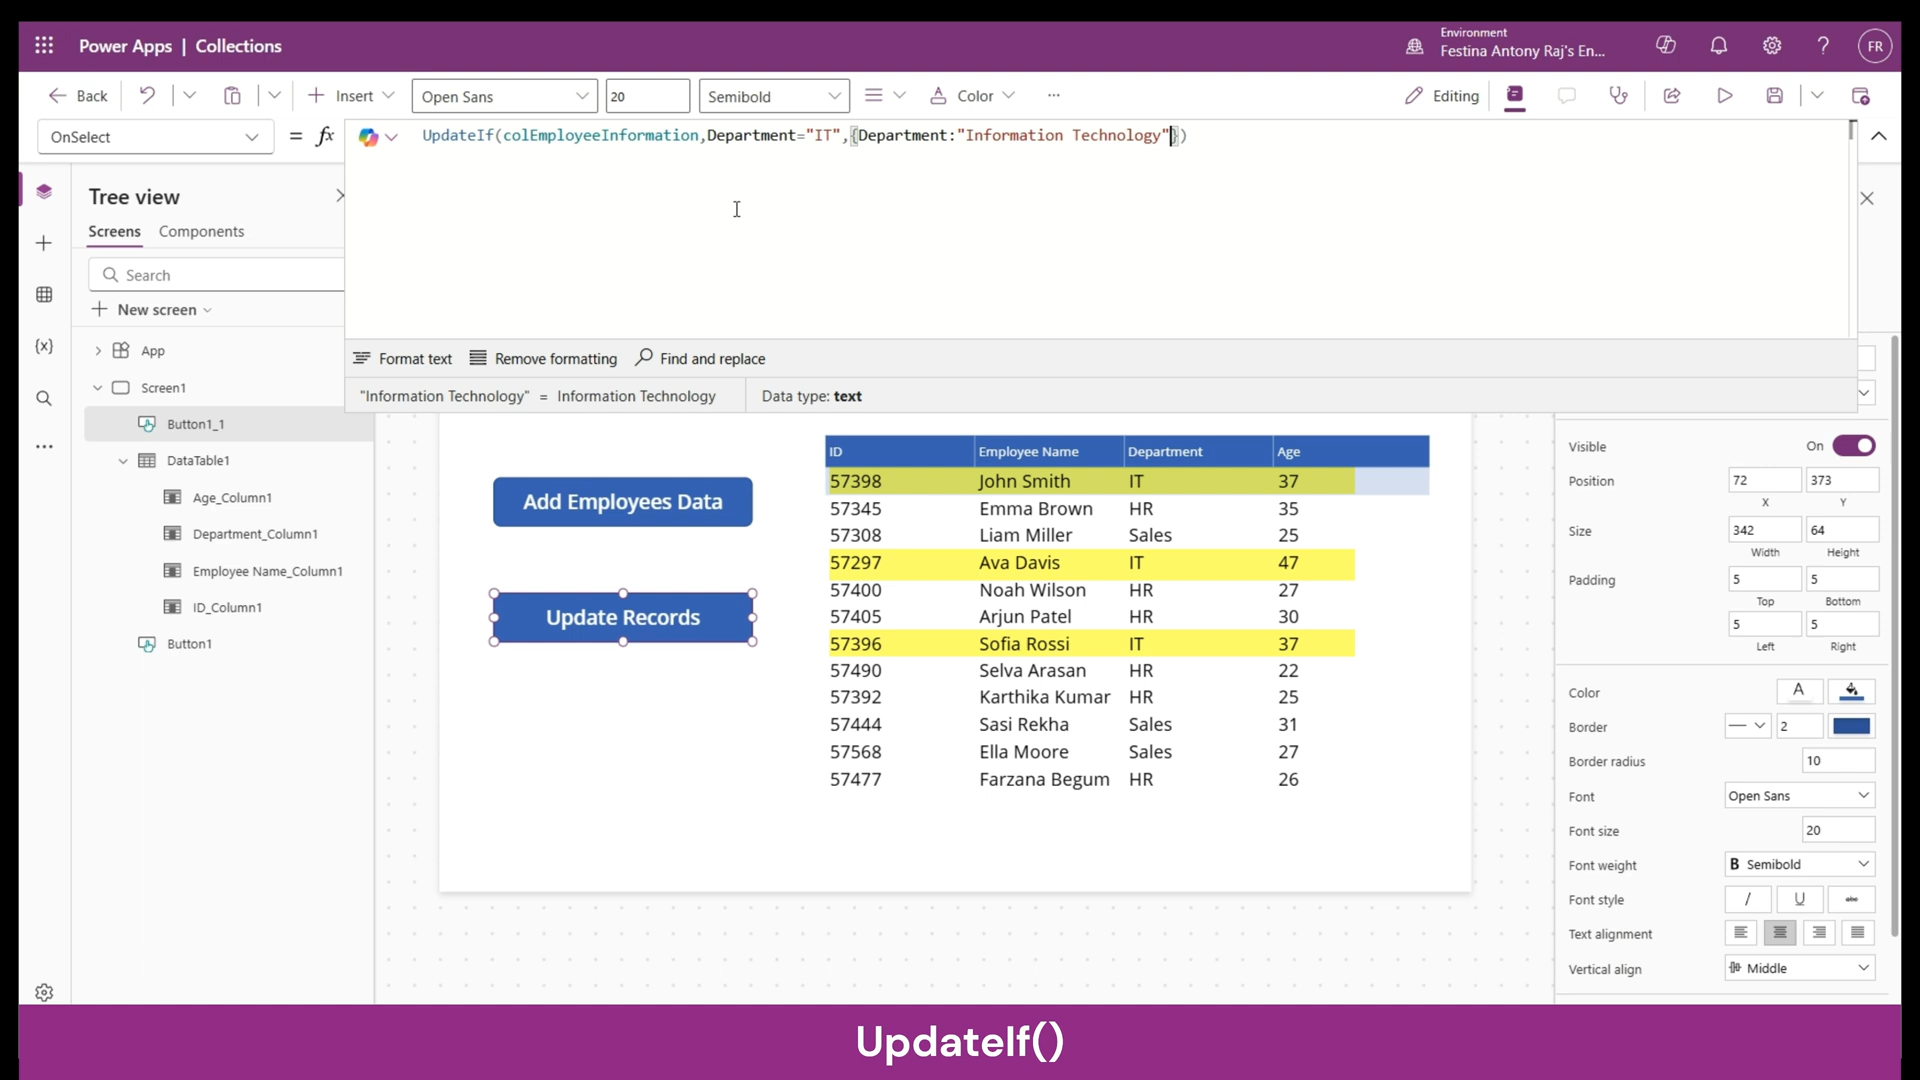 Power Apps | Collections
Environment
Festina Antony Raj's En...
FR
Back
Insert
Open Sans
20
Semibold
Color
Editing
OnSelect
= fx
UpdateIf(colEmployeeInformation,Department="IT",{Department:"Information Technology"})
Tree view
Screens
Components
Search
New screen
App
Screen1
Button1_1
DataTable1
Age_Column1
Department_Column1
Employee Name_Column1
ID_Column1
Button1
Format text
Remove formatting
Find and replace
"Information Technology" = Information Technology
Data type: text
Add Employees Data
Update Records
ID Employee Name Department Age
57398 John Smith IT 37
57345 Emma Brown HR 35
57308 Liam Miller Sales 25
57297 Ava Davis IT 47
57400 Noah Wilson HR 27
57405 Arjun Patel HR 30
57396 Sofia Rossi IT 37
57490 Selva Arasan HR 22
57392 Karthika Kumar HR 25
57444 Sasi Rekha Sales 31
57568 Ella Moore Sales 27
57477 Farzana Begum HR 26
Visible On
Position 72 373
X Y
Size 342 64
Width Height
Padding 5 5
Top Bottom
5 5
Left Right
Color A
Border 2
Border radius 10
Font Open Sans
Font size 20
Font weight B Semibold
Font style / U abc
Text alignment
Vertical align Middle
UpdateIf()